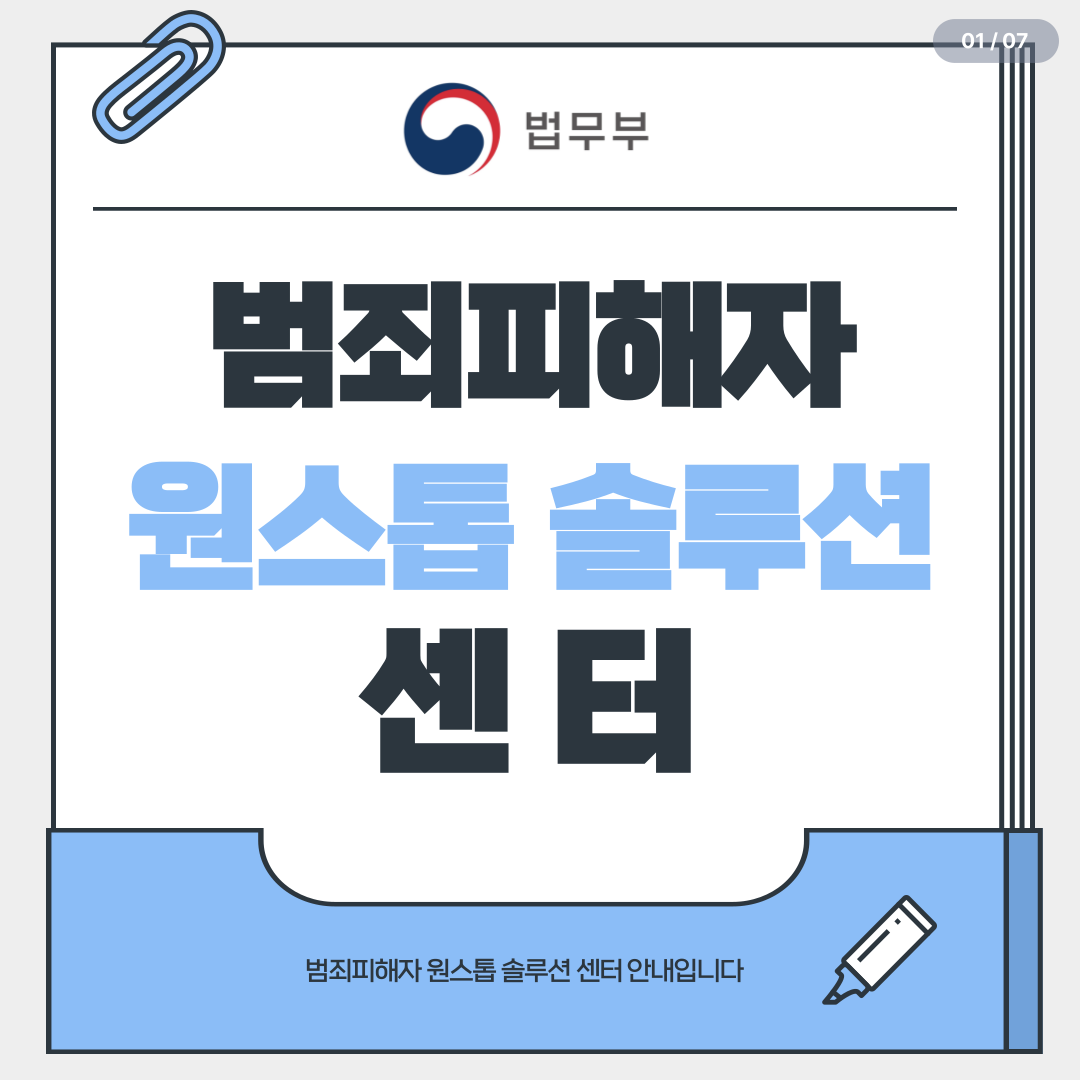 01 / 07
법무부
범죄피해자
원스톱 솔루션
센 터
범죄피해자 원스톱 솔루션 센터 안내입니다